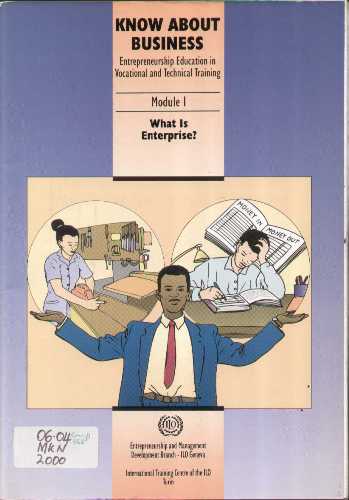 KNOW ABOUT
BUSINESS
Entrepreneurship Education in
Vocational and Technical Training
Module 1
What Is
Enterprise?
MONEY IN
MONEY OUT
ILO
Entrepreneurship and Management
Development Branch - ILO Geneva
International Training Centre of the ILO
Turin
06.04
MKN
2000